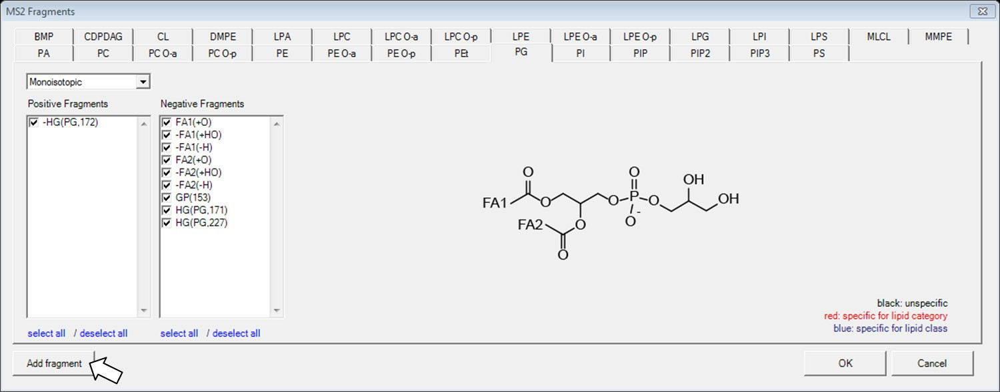 MS2 Fragments
BMP CDPDAG CL DMPE LPA LPC LPC O-a LPC O-p LPE LPE O-a LPE O-p LPG LPI LPS MLCL MMPE
PA PC PC O-a PC O-p PE PE O-a PE O-p PEt PG PI PIP PIP2 PIP3 PS
Monoisotopic
Positive Fragments
-HG(PG,172)
select all / deselect all
Negative Fragments
FA1(+O)
-FA1(+HO)
-FA1(-H)
FA2(+O)
-FA2(+HO)
-FA2(-H)
GP(153)
HG(PG,171)
HG(PG,227)
select all / deselect all
O O OH
FA1 O O P O OH
FA2 O O -
O
black: unspecific
red: specific for lipid category
blue: specific for lipid class
Add fragment OK Cancel